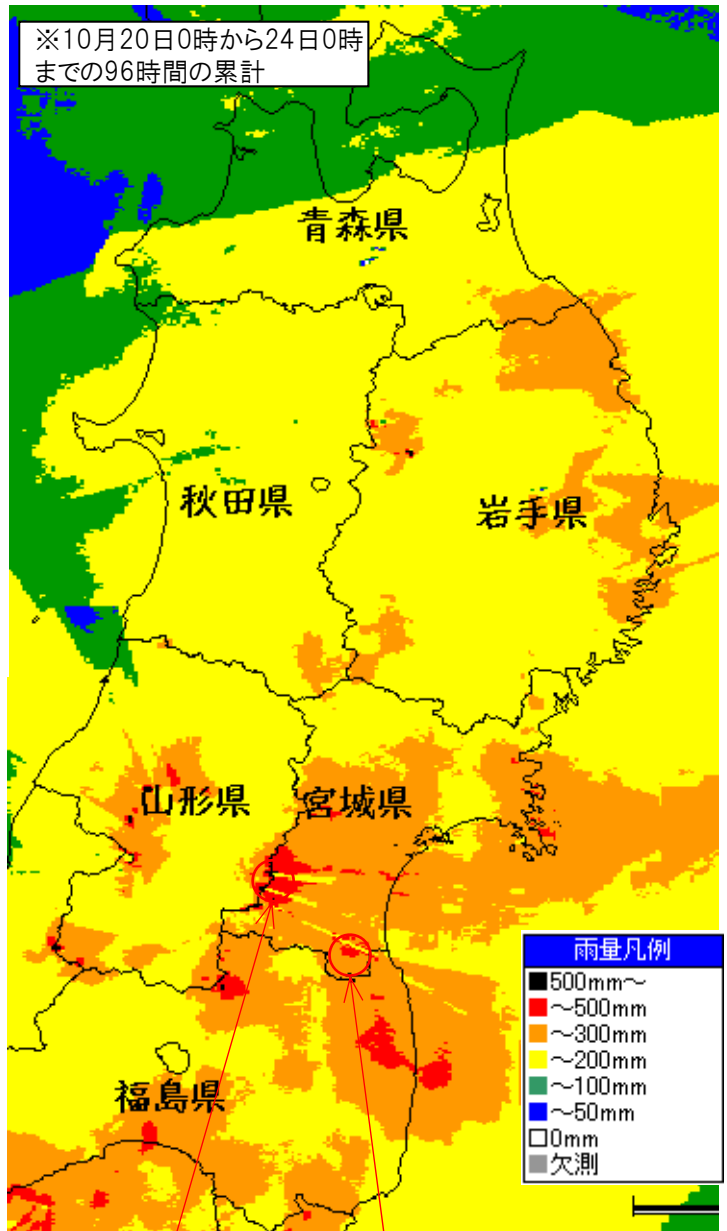 ※10月20日0時から24日0時
までの96時間の累計
青森県
秋田県
岩手県
山形県
宮城県
福島県
雨量凡例
500mm～
～500mm
～300mm
～200mm
～100mm
～50mm
0mm
欠測